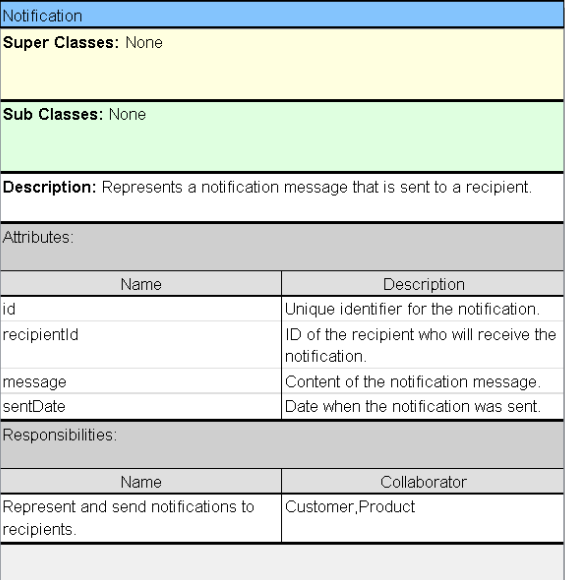 Notification
Super Classes: None
Sub Classes: None
Description: Represents a notification message that is sent to a recipient.
Attributes:
Name Description
id Unique identifier for the notification.
recipientId ID of the recipient who will receive the
notification.
message Content of the notification message.
sentDate Date when the notification was sent.
Responsibilities:
Name Collaborator
Represent and send notifications to Customer,Product
recipients.